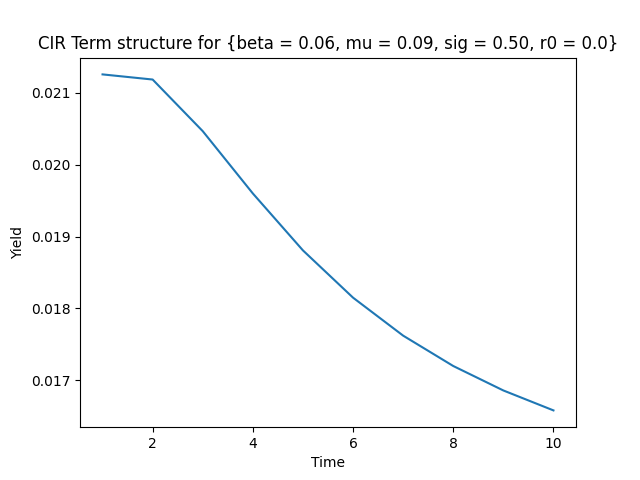 CIR Term structure for {beta = 0.06, mu = 0.09, sig = 0.50, r0 = 0.0}
0.021
0.020
0.019
0.018
0.017
Yield
2 4 6 8 10
Time